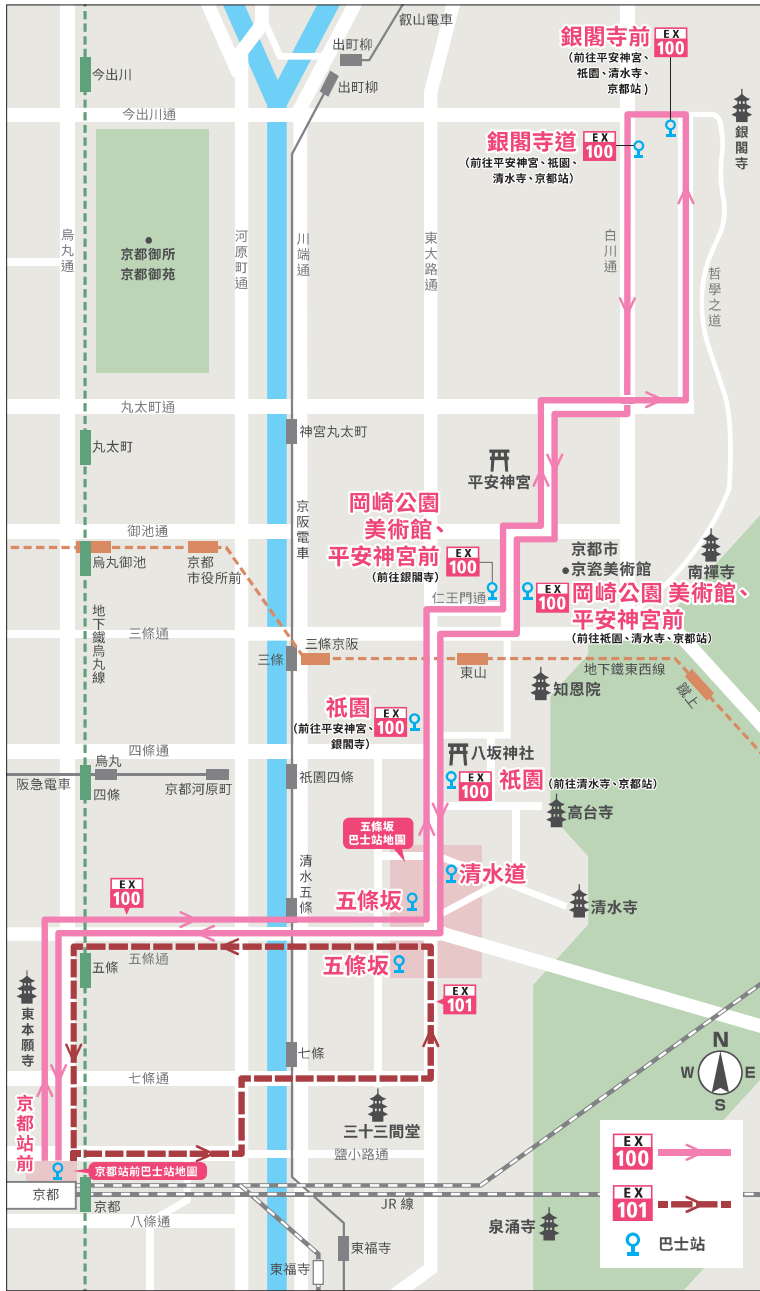 叡山電車
出町柳
出町柳
今出川
今出川通
銀閣寺前
EX
100
(前往平安神宮、
祇園、清水寺、
京都站)
銀閣寺道
EX
100
(前往平安神宮、祇園、
清水寺、京都站)
銀閣寺
烏丸通
京都御所
京都御苑
河原町通
川端通
東大路通
白川通
哲學之道
丸太町通
丸太町
神宮丸太町
平安神宮
京阪電車
岡崎公園
美術館、
平安神宮前
EX
100
(前往銀閣寺)
御池通
烏丸御池
京都
市役所前
仁王門通
京都市
京瓷美術館
南禪寺
EX
100
岡崎公園 美術館、
平安神宮前
(前往祇園、清水寺、京都站)
地下鐵烏丸線
三條通
三條京阪
三條
東山
地下鐵東西線
蹴上
知恩院
祇園
EX
100
(前往平安神宮、
銀閣寺)
四條通
烏丸
阪急電車
四條
京都河原町
祇園四條
八坂神社
EX
100
祇園
(前往清水寺、京都站)
高台寺
五條坂
巴士站地圖
清水五條
清水道
五條坂
清水寺
EX
100
五條通
五條
五條坂
EX
101
東本願寺
七條
七條通
京都站前
三十三間堂
鹽小路通
京都站前巴士站地圖
京都
京都
JR 線
八條通
東福寺
東福寺
泉涌寺
N
W
E
S
EX
100
EX
101
巴士站